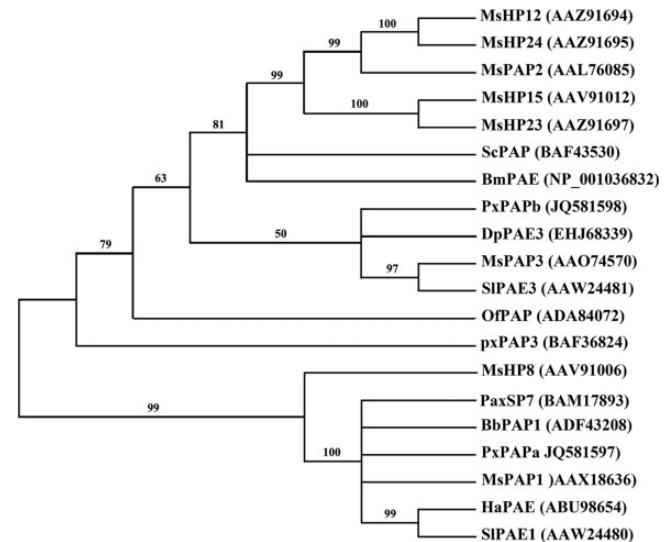 MsHP12 (AAZ91694)
100
MsHP24 (AAZ91695)
99
MsPAP2 (AAL76085)
99
MsHP15 (AAV91012)
100
MsHP23 (AAZ91697)
81
ScPAP (BAF43530)
BmPAE (NP_001036832)
63
PxPAPb (JQ581598)
50
DpPAE3 (EHJ68339)
79
MsPAP3 (AAO74570)
97
SlPAE3 (AAW24481)
OfPAP (ADA84072)
pxPAP3 (BAF36824)
MsHP8 (AAV91006)
99
PaxSP7 (BAM17893)
BbPAP1 (ADF43208)
100
PxPAPa JQ581597)
MsPAP1 )AAX18636)
HaPAE (ABU98654)
99
SlPAE1 (AAW24480)